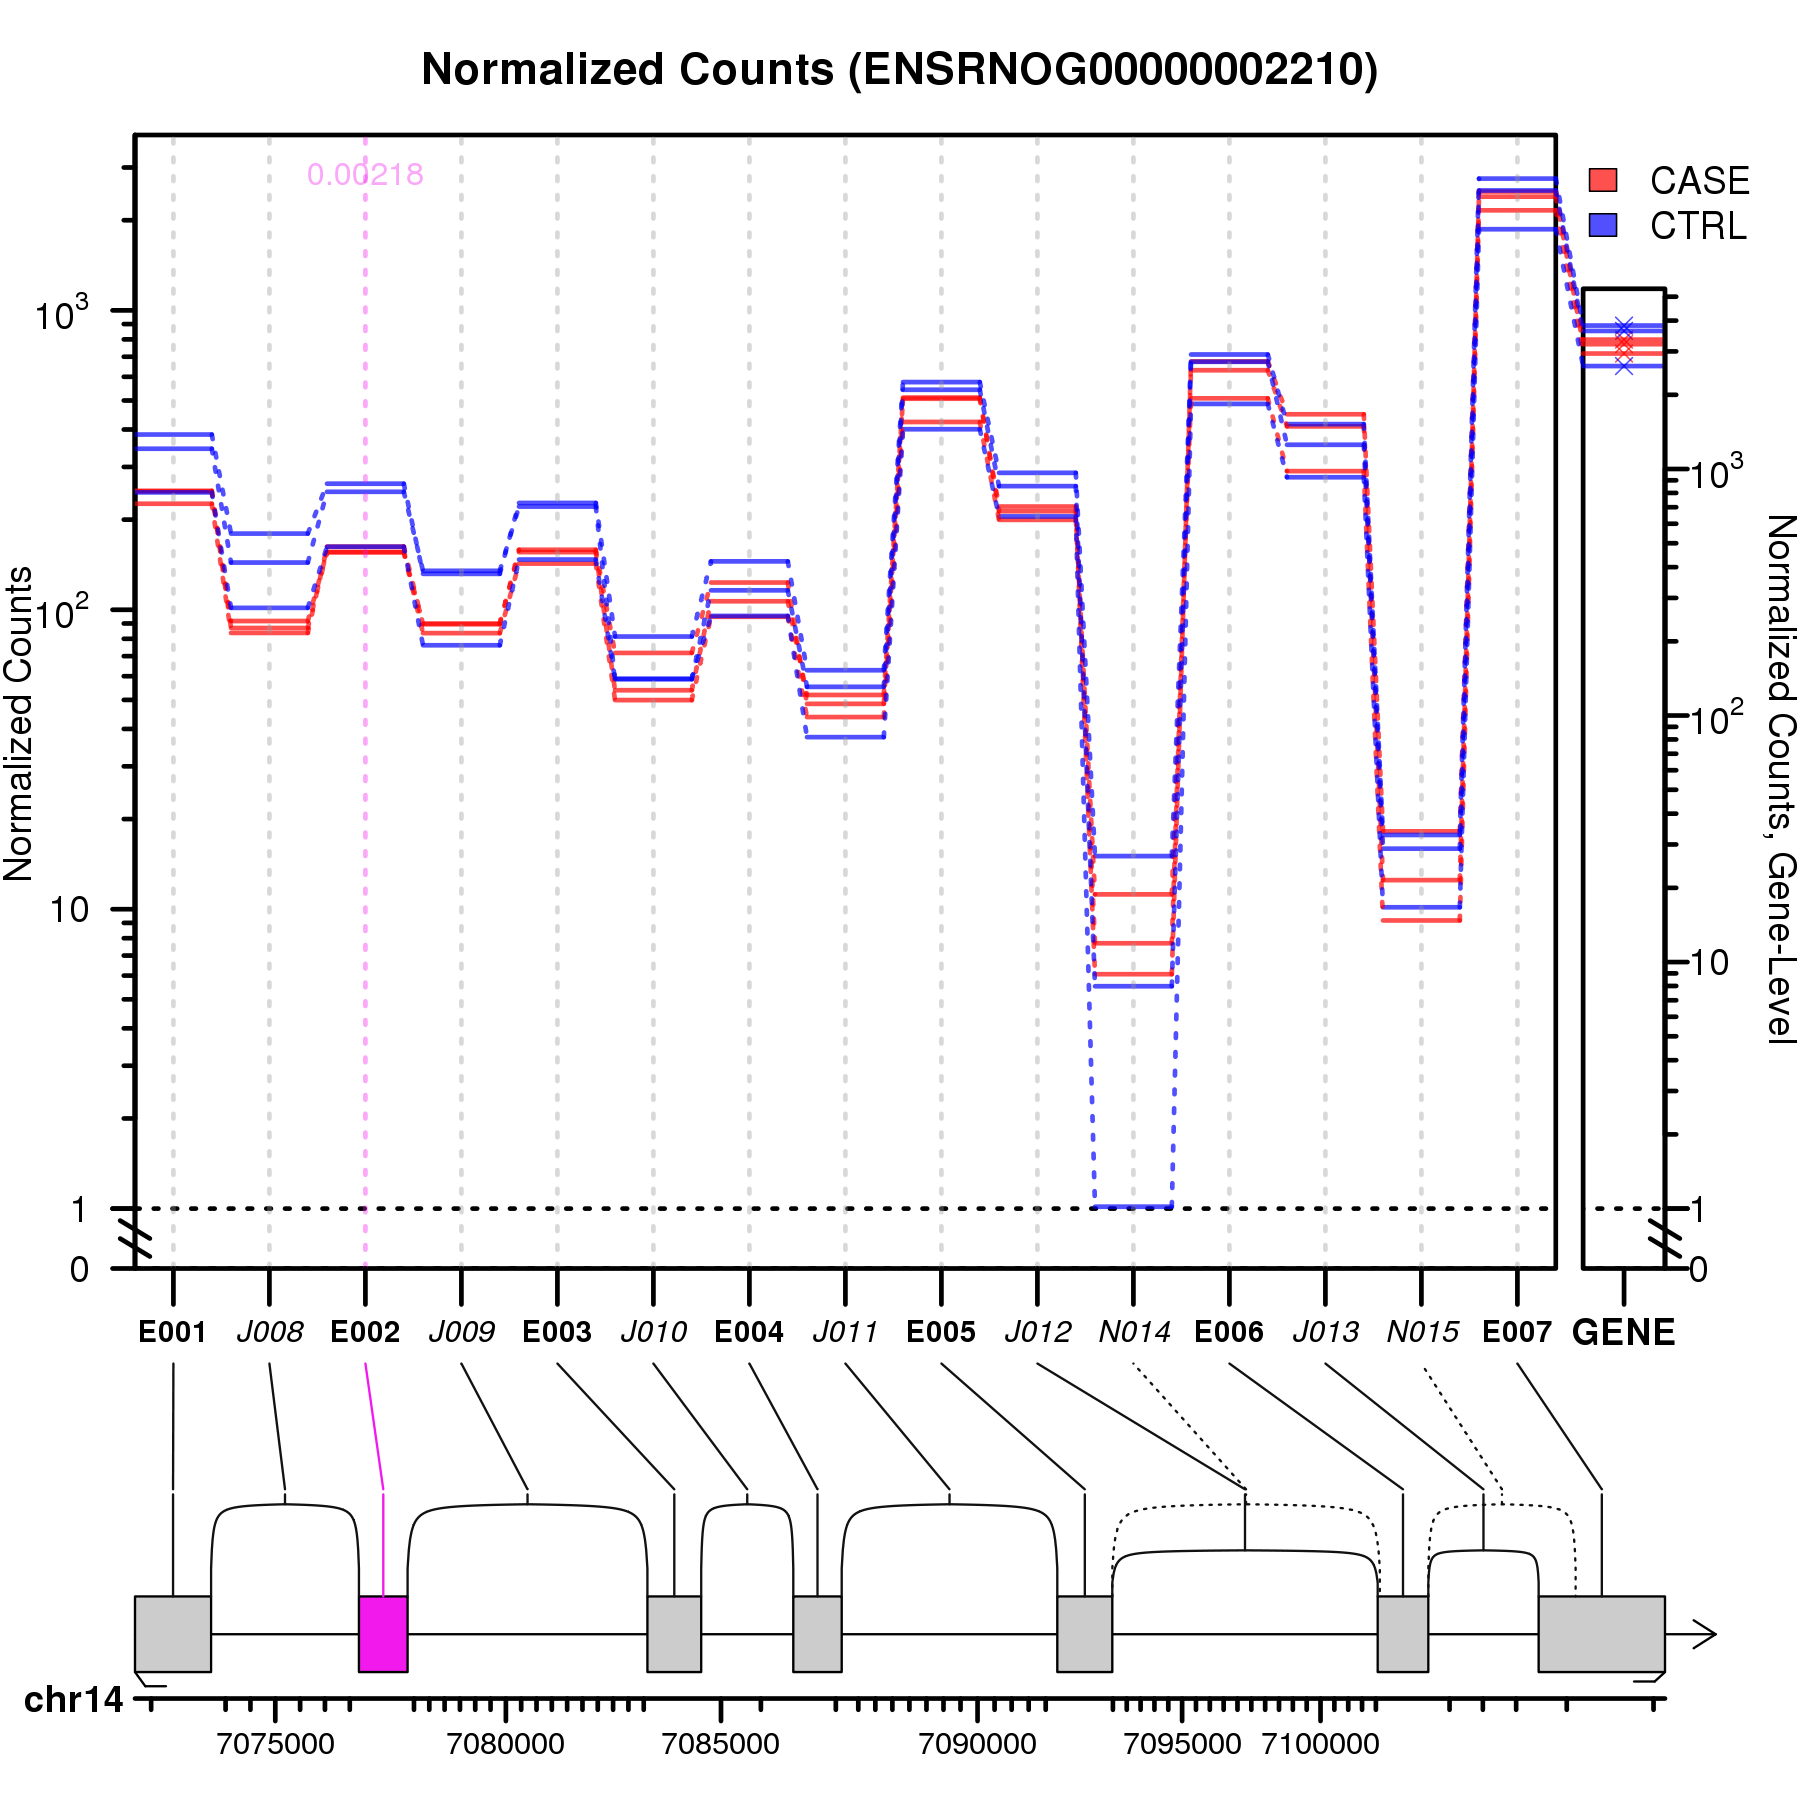 Normalized Counts (ENSRNOG00000002210)
0.00218
CASE
CTRL
Normalized Counts
10³
10²
10
1
0
Normalized Counts, Gene-Level
10³
10²
10
1
0
E001 J008 E002 J009 E003 J010 E004 J011 E005 J012 N014 E006 J013 N015 E007 GENE
chr14
7075000 7080000 7085000 7090000 7095000 7100000